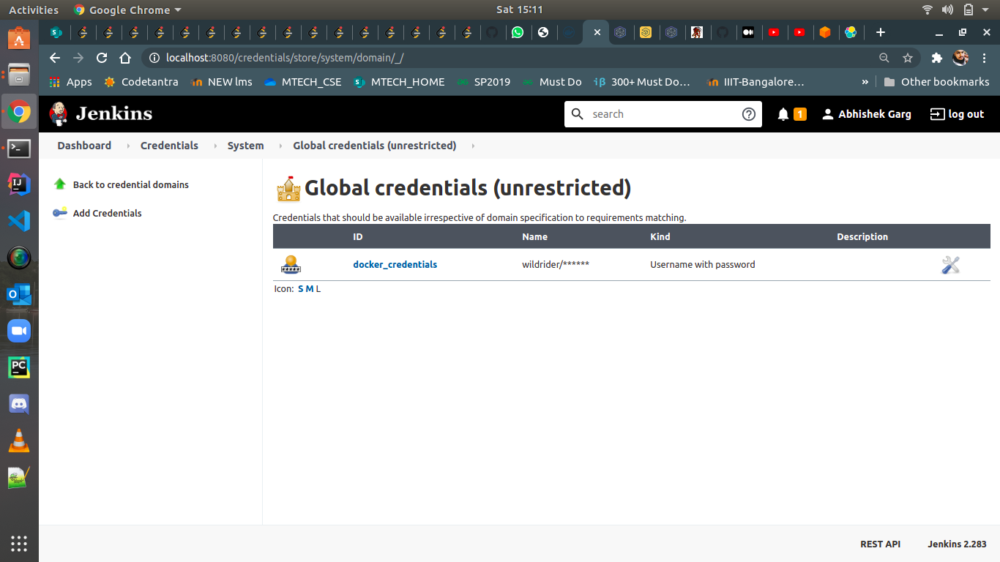 Activities Google Chrome Sat 15:11
localhost:8080/credentials/store/system/domain/_/
Apps Codetantra NEW lms MTECH_CSE MTECH_HOME SP2019 Must Do 300+ Must Do… IIIT-Bangalore… » Other bookmarks
Jenkins search 1 Abhishek Garg log out
Dashboard Credentials System Global credentials (unrestricted)
Back to credential domains
Add Credentials
Global credentials (unrestricted)
Credentials that should be available irrespective of domain specification to requirements matching.
ID Name Kind Description
docker_credentials wildrider/****** Username with password
Icon: S M L
REST API Jenkins 2.283